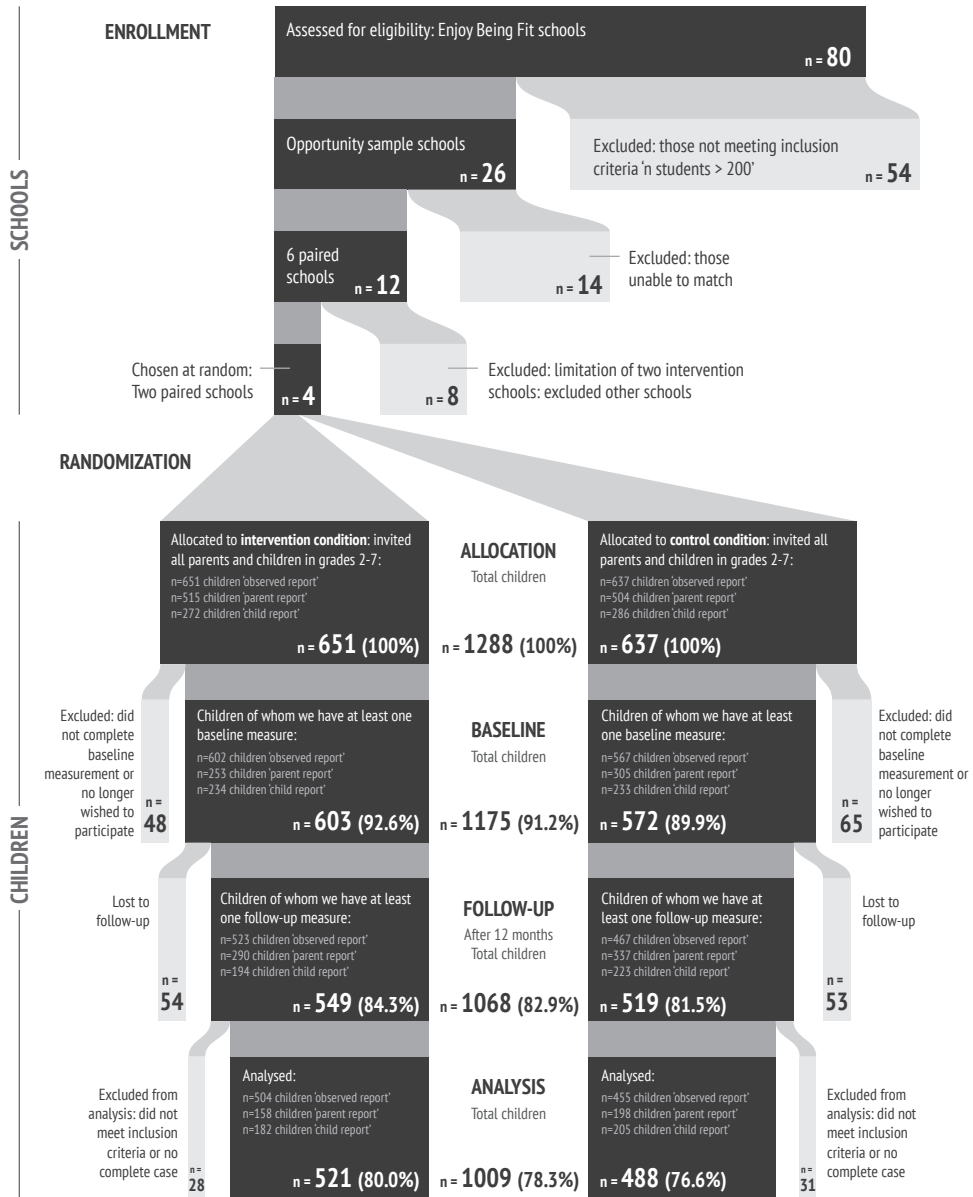 ENROLLMENT
Assessed for eligibility: Enjoy Being Fit schools
n = 80
Opportunity sample schools
n = 26
Excluded: those not meeting inclusion
criteria ‘n students > 200’
n = 54
SCHOOLS
6 paired
schools
n = 12
n = 14
Excluded: those
unable to match
Chosen at random:
Two paired schools
n = 4
n = 8
Excluded: limitation of two intervention
schools: excluded other schools
RANDOMIZATION
CHILDREN
Allocated to intervention condition: invited
all parents and children in grades 2-7:
n=651 children ‘observed report’
n=515 children ‘parent report’
n=272 children ‘child report’
n = 651 (100%)
ALLOCATION
Total children
n = 1288 (100%)
Allocated to control condition: invited all
parents and children in grades 2-7:
n=637 children ‘observed report’
n=504 children ‘parent report’
n=286 children ‘child report’
n = 637 (100%)
Excluded: did
not complete
baseline
measurement or
no longer
wished to
participate
n =
48
Children of whom we have at least one
baseline measure:
n=602 children ‘observed report’
n=253 children ‘parent report’
n=234 children ‘child report’
n = 603 (92.6%)
BASELINE
Total children
n = 1175 (91.2%)
Children of whom we have at least
one baseline measure:
n=567 children ‘observed report’
n=305 children ‘parent report’
n=233 children ‘child report’
n = 572 (89.9%)
n =
65
Excluded: did
not complete
baseline
measurement or
no longer
wished to
participate
Lost to
follow-up
n =
54
Children of whom we have at least
one follow-up measure:
n=523 children ‘observed report’
n=290 children ‘parent report’
n=194 children ‘child report’
n = 549 (84.3%)
FOLLOW-UP
After 12 months
Total children
n = 1068 (82.9%)
Children of whom we have at
least one follow-up measure:
n=467 children ‘observed report’
n=337 children ‘parent report’
n=223 children ‘child report’
n = 519 (81.5%)
n =
53
Lost to
follow-up
Excluded from
analysis: did not
meet inclusion
criteria or no
complete case
n =
28
Analysed:
n=504 children ‘observed report’
n=158 children ‘parent report’
n=182 children ‘child report’
n = 521 (80.0%)
ANALYSIS
Total children
n = 1009 (78.3%)
Analysed:
n=455 children ‘observed report’
n=198 children ‘parent report’
n=205 children ‘child report’
n = 488 (76.6%)
n =
31
Excluded from
analysis: did not
meet inclusion
criteria or no
complete case